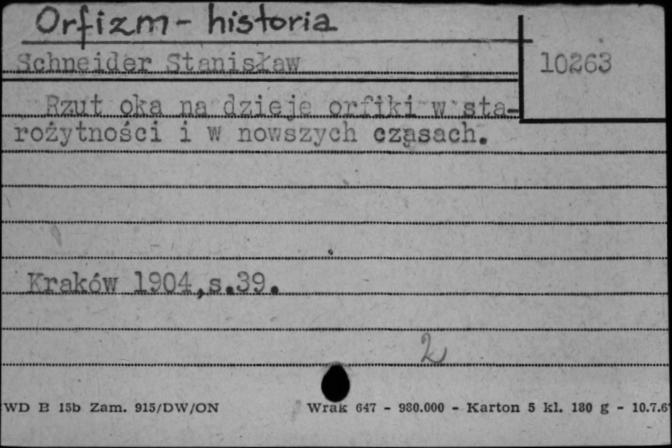 Orfizm - historia
Schneider Stanisław
10263
Rzut oka na dzieje orfiki w sta-
rożytności i w nowszych czasach.
Kraków 1904,s.39.
2
WD B 15b Zam. 915/DW/ON
Wrak 647 - 980.000 - Karton 5 kl. 180 g - 10.7.6